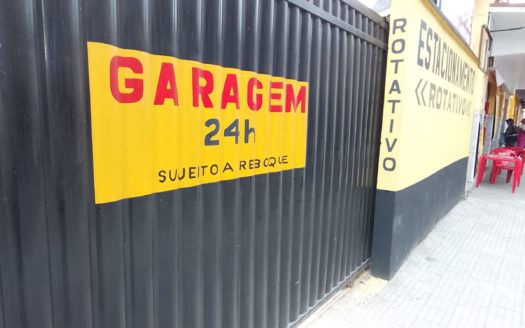 GARAGEM
24h
SUJEITO A REBOQUE
ROTATIVO
ESTACIONAMENTO
<<ROTATIVO<<